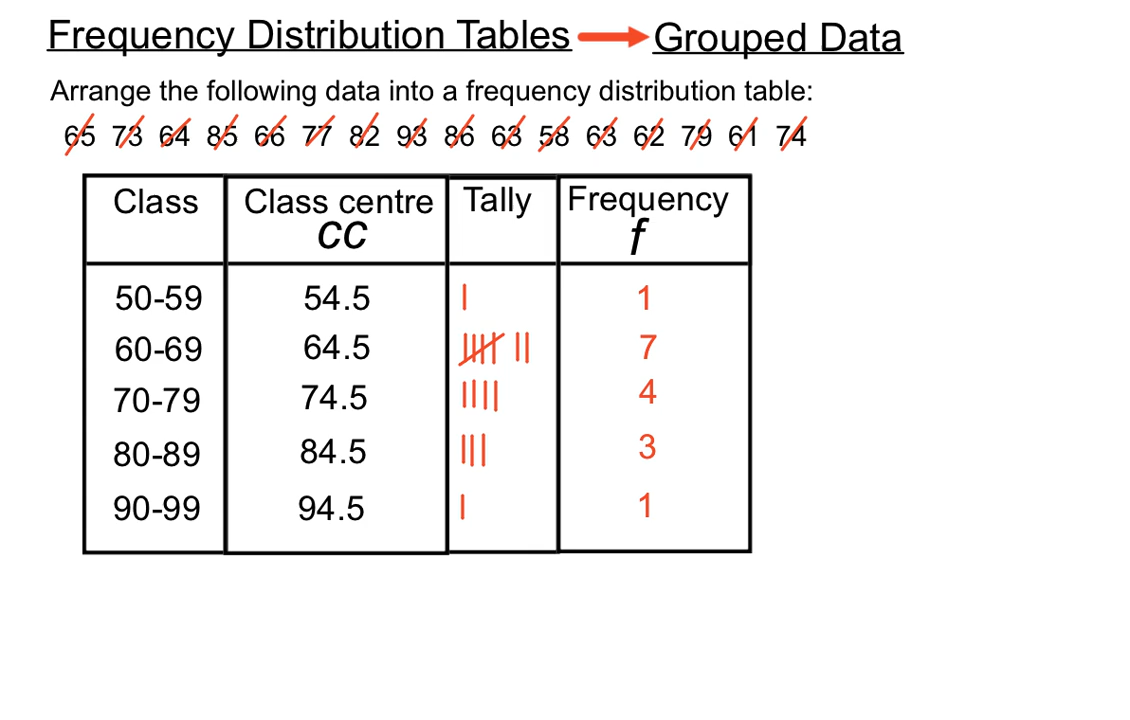 Frequency Distribution Tables Grouped Data
Arrange the following data into a frequency distribution table:
65 73 64 85 66 77 82 93 86 63 58 63 62 79 61 74
Class Class centre Tally Frequency
cc f
50-59 54.5 1
60-69 64.5 7
70-79 74.5 4
80-89 84.5 3
90-99 94.5 1